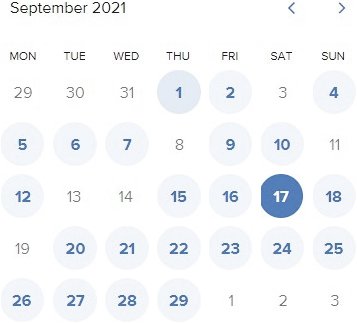 September 2021
MON TUE WED THU FRI SAT SUN
29 30 31 1 2 3 4
5 6 7 8 9 10 11
12 13 14 15 16 17 18
19 20 21 22 23 24 25
26 27 28 29 1 2 3